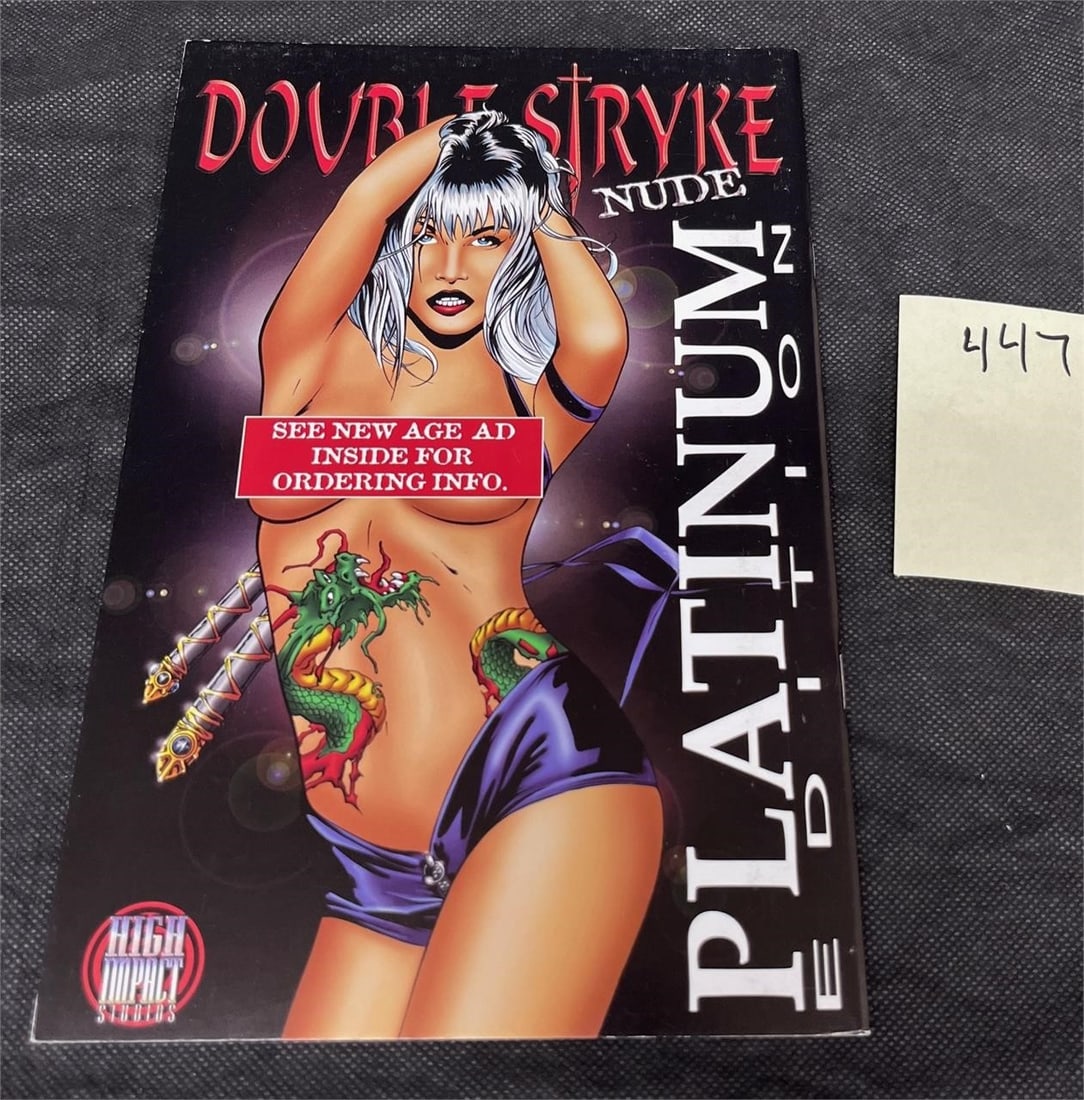 DOUBLE STRYKE
NUDE
PLATINUM
EDITION
SEE NEW AGE AD
INSIDE FOR
ORDERING INFO.
447
HIGH
IMPACT
STUDIOS